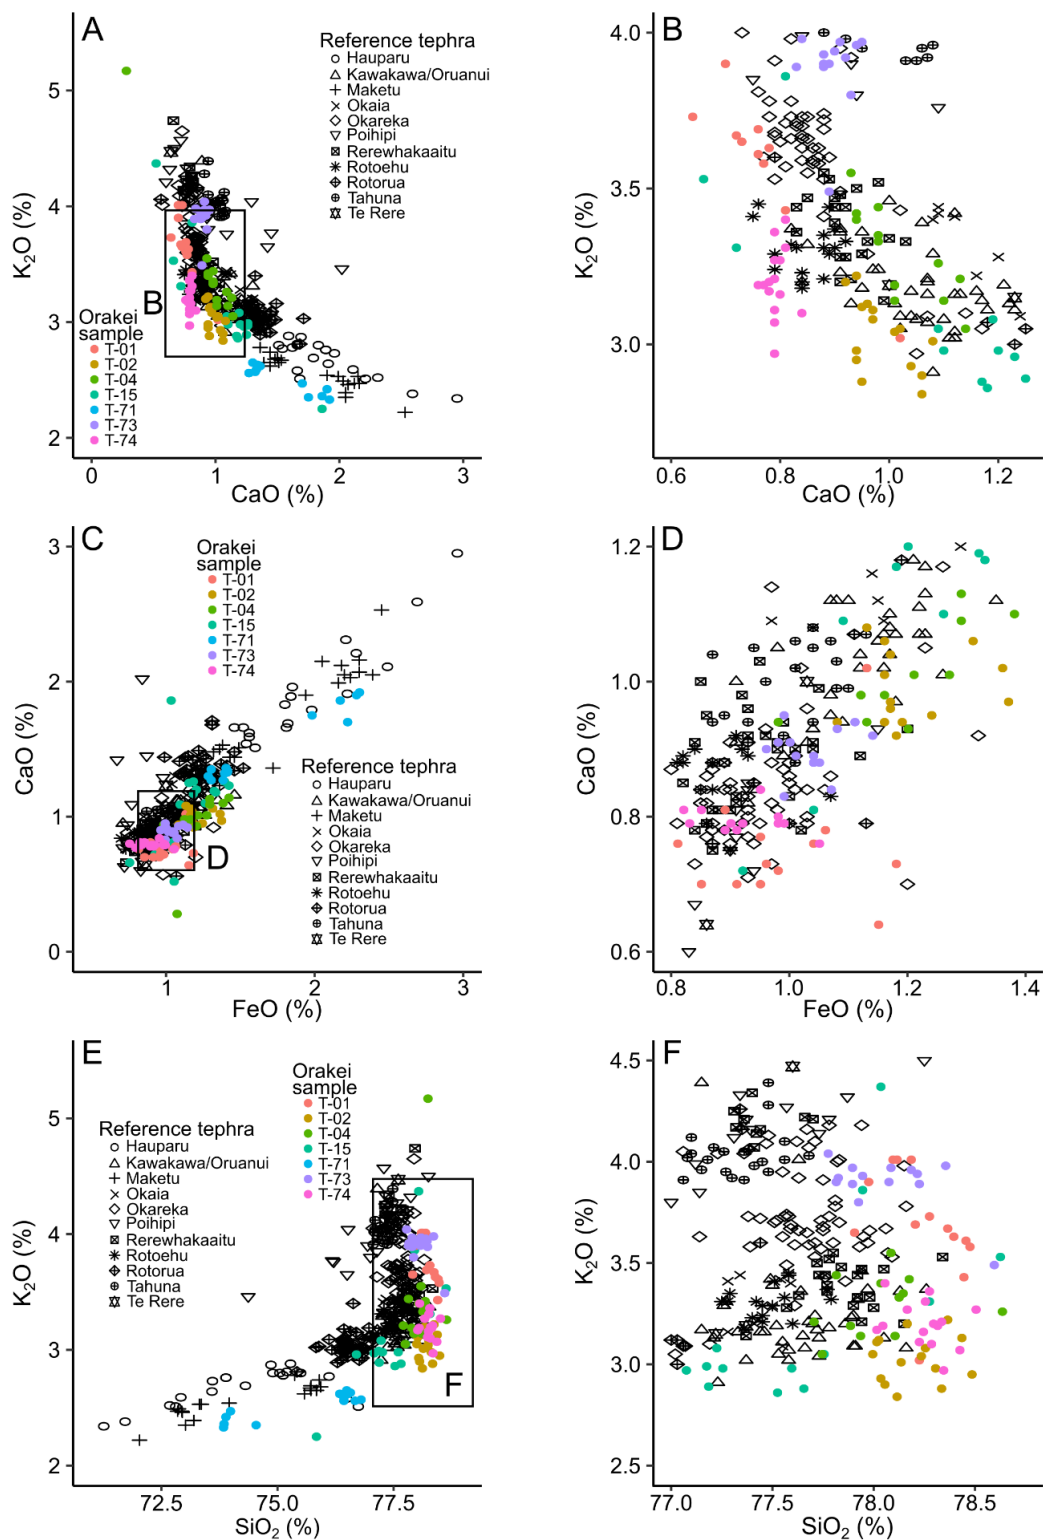 A
Reference tephra
Hauparu
Kawakawa/Oruanui
Maketu
Okaia
Okareka
Poihipi
Rerewhakaaitu
Rotoehu
Rotorua
Tahuna
Te Rere
5
4
3
2
K₂O (%)
B
Orakei
sample
T-01
T-02
T-04
T-15
T-71
T-73
T-74
0
1
2
3
CaO (%)
B
4.0
3.5
3.0
K₂O (%)
0.6
0.8
1.0
1.2
CaO (%)
C
Orakei
sample
T-01
T-02
T-04
T-15
T-71
T-73
T-74
3
2
1
0
CaO (%)
D
Reference tephra
Hauparu
Kawakawa/Oruanui
Maketu
Okaia
Okareka
Poihipi
Rerewhakaaitu
Rotoehu
Rotorua
Tahuna
Te Rere
1
2
3
FeO (%)
D
1.2
1.0
0.8
0.6
CaO (%)
0.8
1.0
1.2
1.4
FeO (%)
E
Orakei
sample
T-01
T-02
T-04
T-15
T-71
T-73
T-74
Reference tephra
Hauparu
Kawakawa/Oruanui
Maketu
Okaia
Okareka
Poihipi
Rerewhakaaitu
Rotoehu
Rotorua
Tahuna
Te Rere
5
4
3
2
K₂O (%)
F
72.5
75.0
77.5
SiO₂ (%)
F
4.5
4.0
3.5
3.0
2.5
K₂O (%)
77.0
77.5
78.0
78.5
SiO₂ (%)